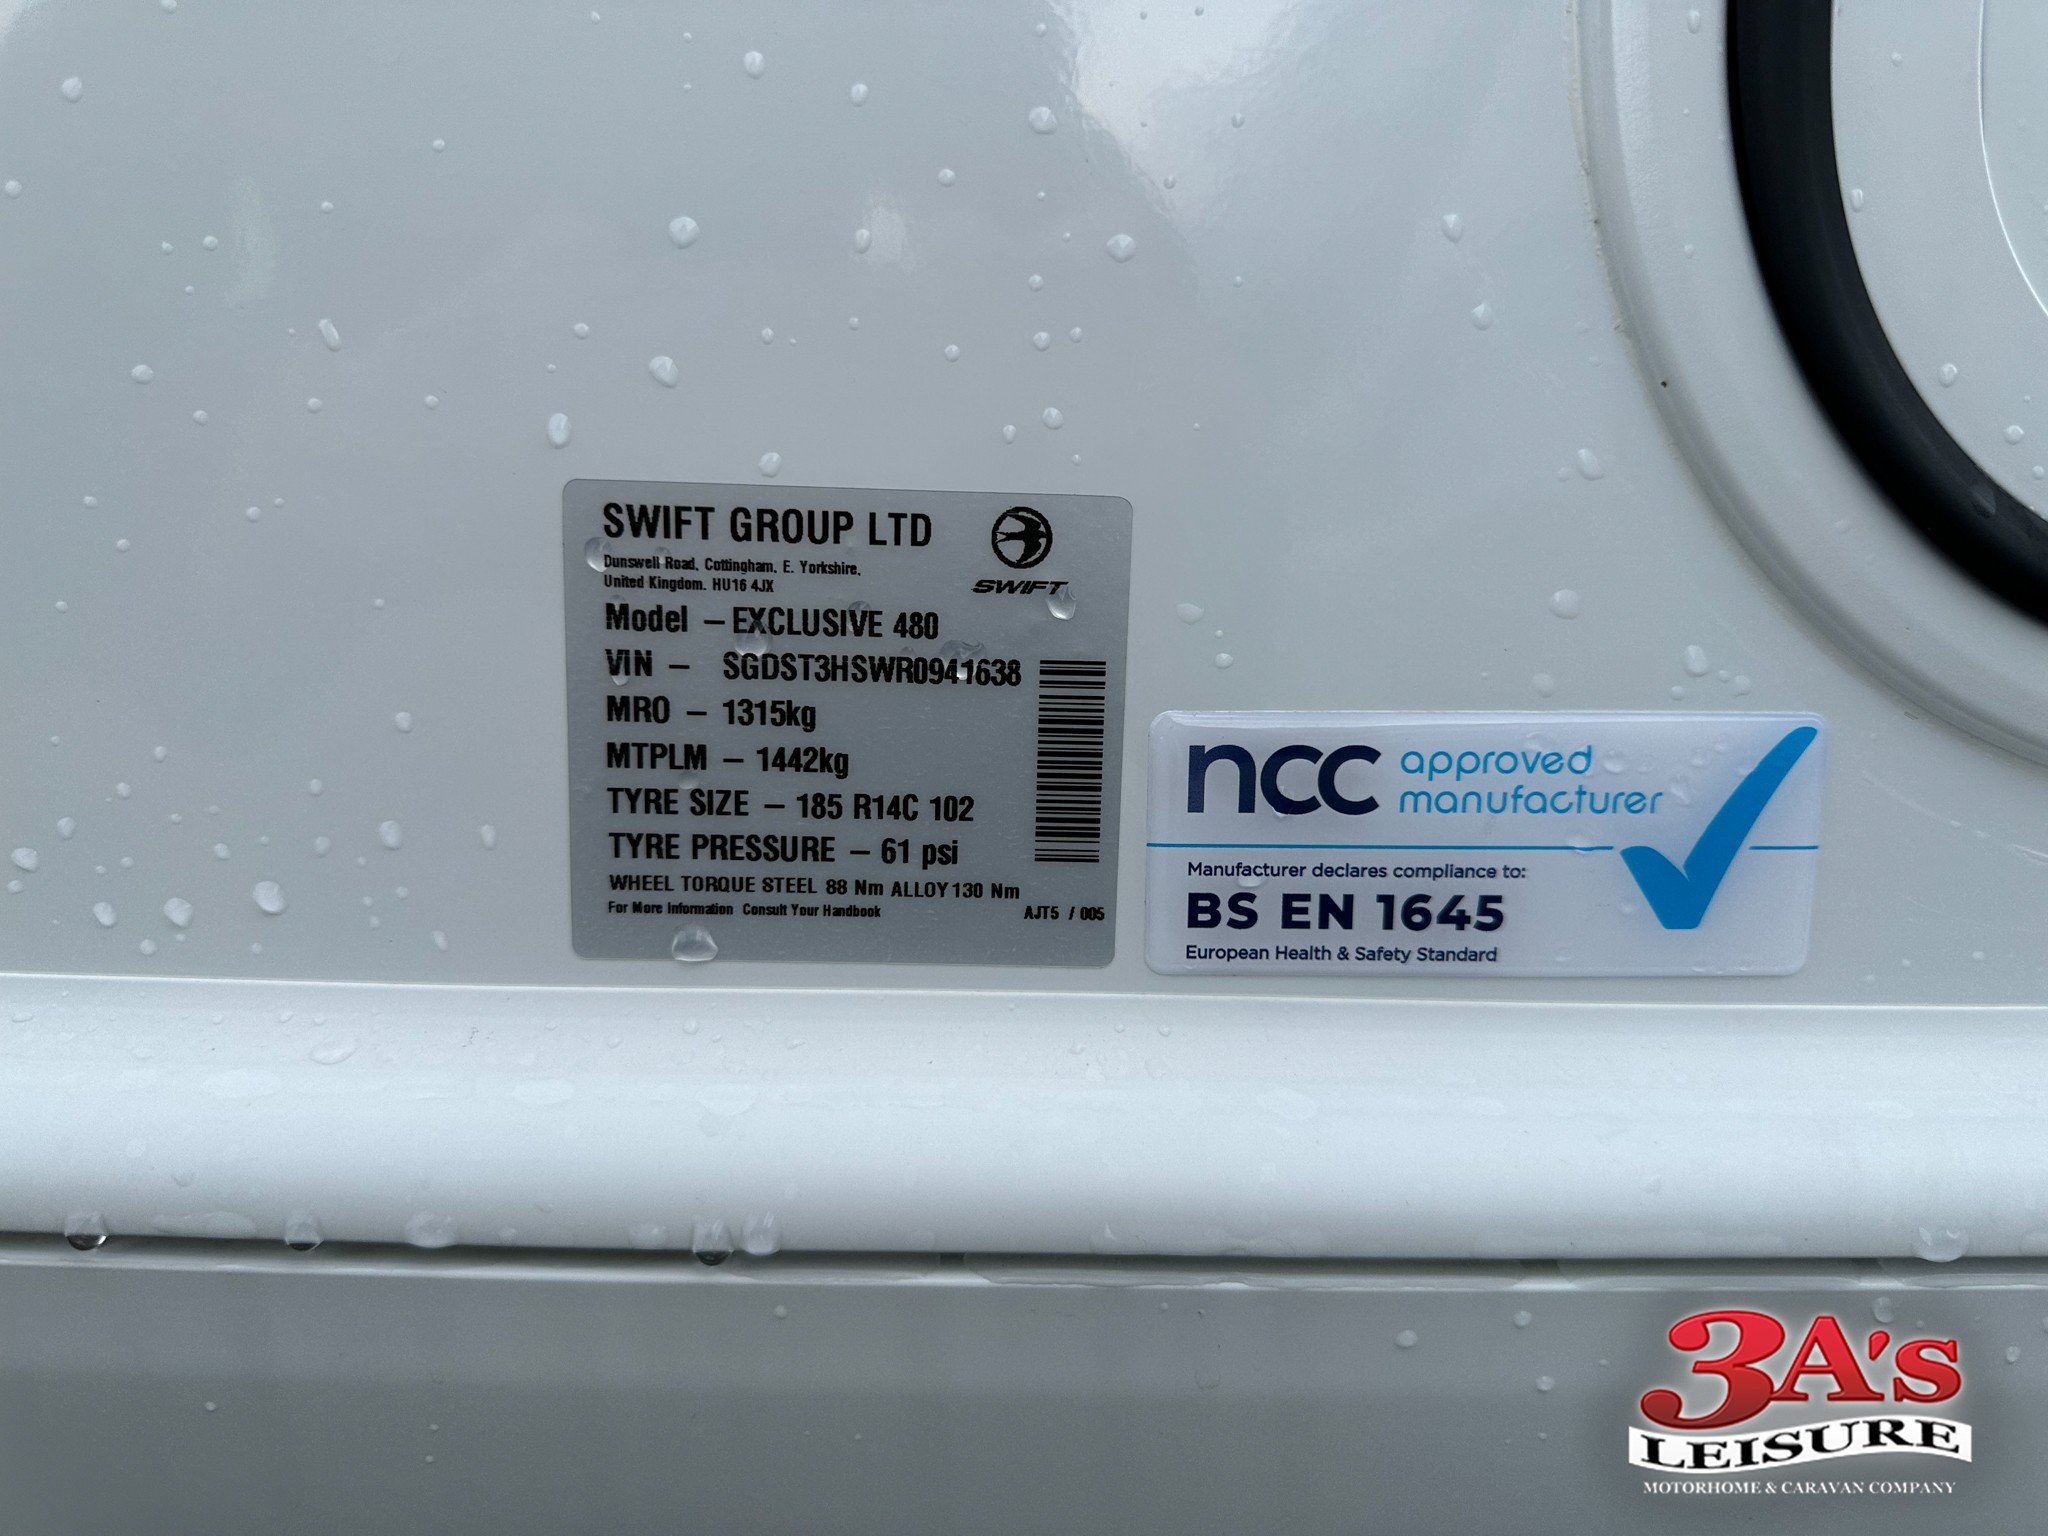 SWIFT GROUP LTD
Dunswell Road, Cottingham, E. Yorkshire,
United Kingdom. HU16 4JX
SWIFT
Model – EXCLUSIVE 480
VIN – SGDST3HSWR0941638
MRO – 1315kg
MTPLM – 1442kg
TYRE SIZE – 185 R14C 102
TYRE PRESSURE – 61 psi
WHEEL TORQUE STEEL 88 Nm ALLOY 130 Nm
For More Information Consult Your Handbook
AJT5 / 005
ncc approved
manufacturer
Manufacturer declares compliance to:
BS EN 1645
European Health & Safety Standard
3A's
LEISURE
MOTORHOME & CARAVAN COMPANY